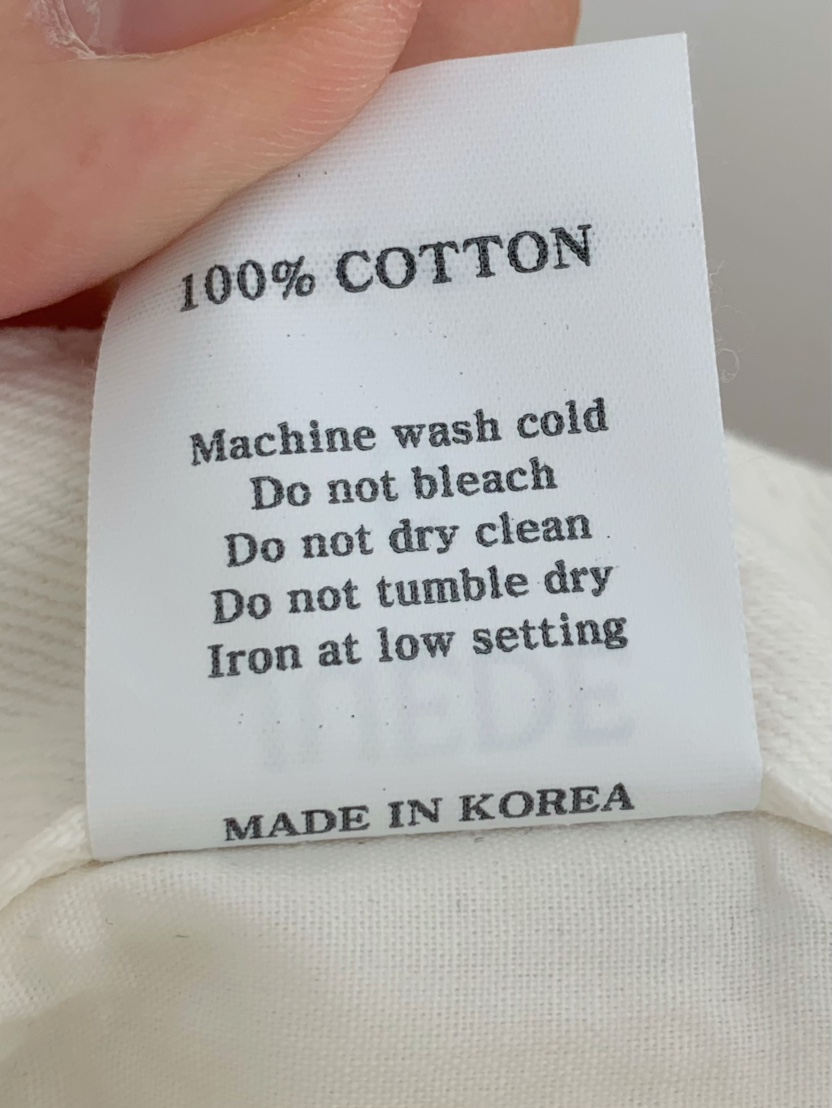 100% COTTON
Machine wash cold
Do not bleach
Do not dry clean
Do not tumble dry
Iron at low setting
MADE IN KOREA